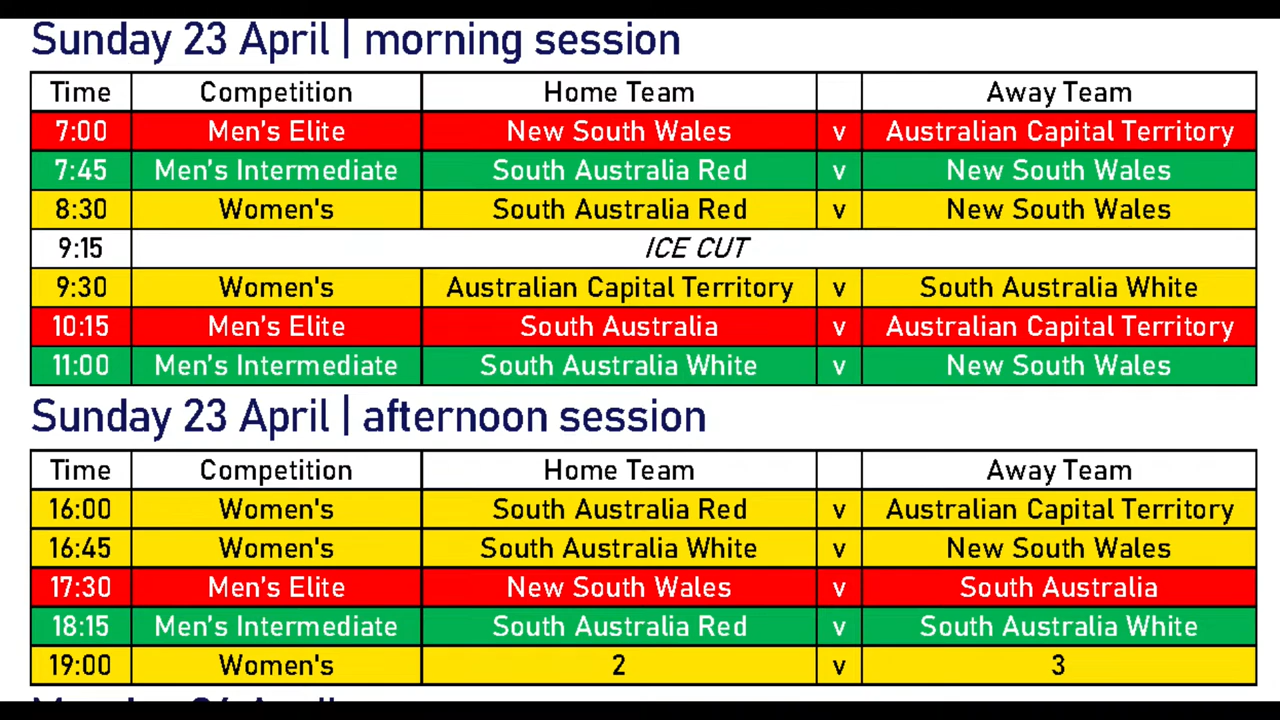 Sunday 23 April | morning session
Time Competition Home Team Away Team
7:00 Men's Elite New South Wales v Australian Capital Territory
7:45 Men's Intermediate South Australia Red v New South Wales
8:30 Women's South Australia Red v New South Wales
9:15 ICE CUT
9:30 Women's Australian Capital Territory v South Australia White
10:15 Men's Elite South Australia v Australian Capital Territory
11:00 Men's Intermediate South Australia White v New South Wales
Sunday 23 April | afternoon session
Time Competition Home Team Away Team
16:00 Women's South Australia Red v Australian Capital Territory
16:45 Women's South Australia White v New South Wales
17:30 Men's Elite New South Wales v South Australia
18:15 Men's Intermediate South Australia Red v South Australia White
19:00 Women's 2 v 3